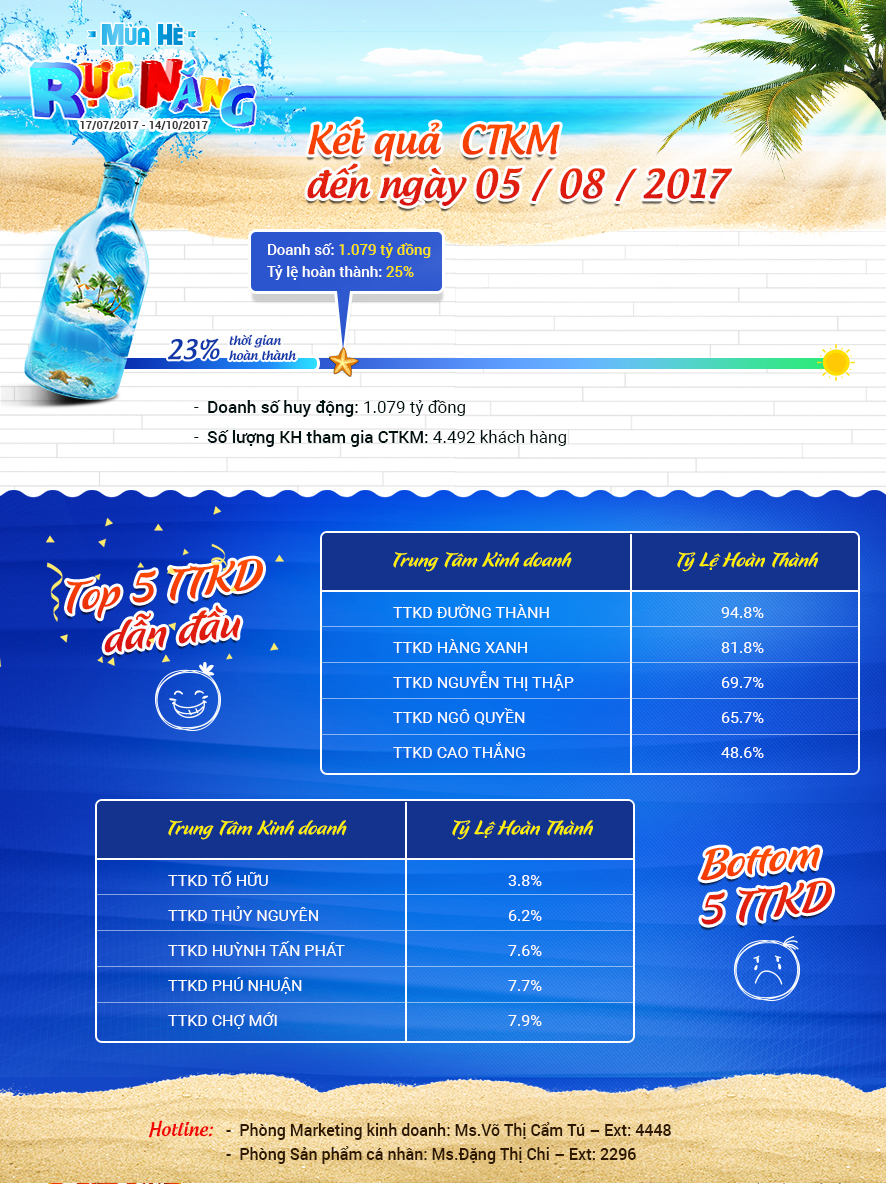 Mùa Hè
Rực Nắng
17/07/2017 - 14/10/2017
Kết quả CTKM
đến ngày 05 / 08 / 2017
Doanh số: 1.079 tỷ đồng
Tỷ lệ hoàn thành: 25%
23% thời gian
hoàn thành
- Doanh số huy động: 1.079 tỷ đồng
- Số lượng KH tham gia CTKM: 4.492 khách hàng
Top 5 TTKD
dẫn đầu
Trung Tâm Kinh doanh Tỷ Lệ Hoàn Thành
TTKD ĐƯỜNG THÀNH 94.8%
TTKD HÀNG XANH 81.8%
TTKD NGUYỄN THỊ THẬP 69.7%
TTKD NGÔ QUYỀN 65.7%
TTKD CAO THẮNG 48.6%
Trung Tâm Kinh doanh Tỷ Lệ Hoàn Thành
TTKD TỐ HỮU 3.8%
TTKD THỦY NGUYÊN 6.2%
TTKD HUỲNH TẤN PHÁT 7.6%
TTKD PHÚ NHUẬN 7.7%
TTKD CHỢ MỚI 7.9%
Bottom
5 TTKD
Hotline: - Phòng Marketing kinh doanh: Ms.Võ Thị Cẩm Tú – Ext: 4448
- Phòng Sản phẩm cá nhân: Ms.Đặng Thị Chi – Ext: 2296